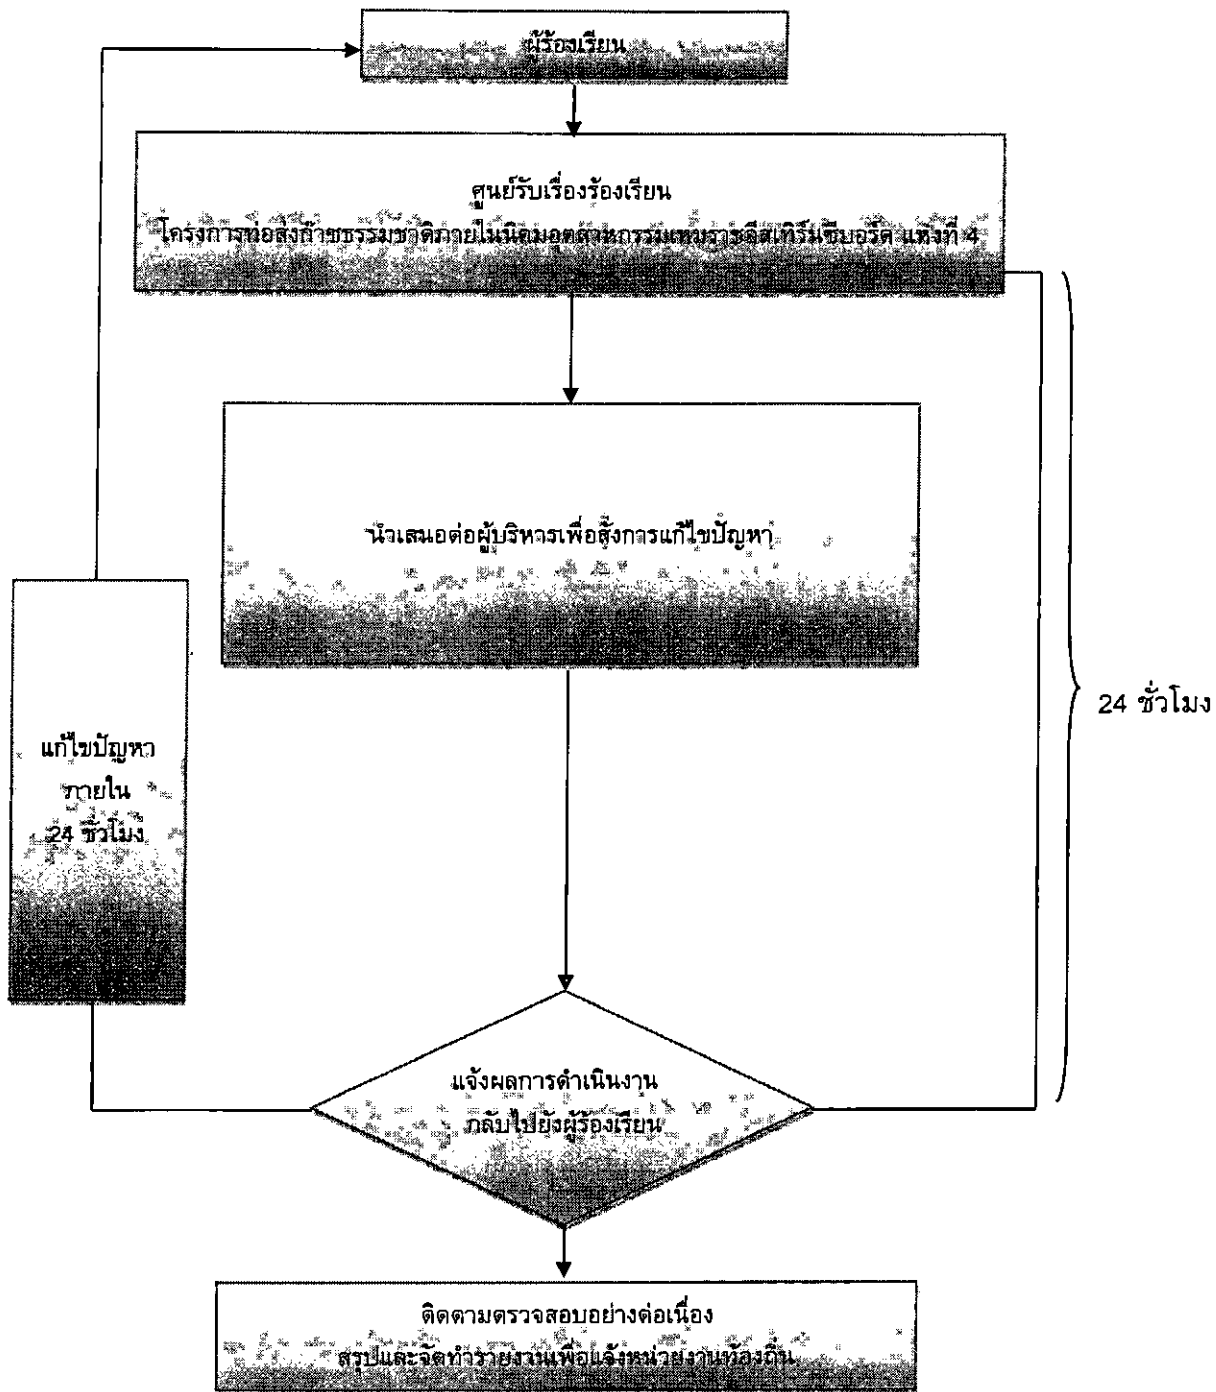 ผู้ร้องเรียน
ศูนย์รับเรื่องร้องเรียน
โครงการท่อส่งก๊าซธรรมชาติภายในนิคมอุตสาหกรรมเหมราชอีสเทิร์นซีบอร์ด แห่งที่ 4
นำเสนอต่อผู้บริหารเพื่อสั่งการแก้ไขปัญหา
24 ชั่วโมง
แก้ไขปัญหา
ภายใน
24 ชั่วโมง
แจ้งผลการดำเนินงาน
กลับไปยังผู้ร้องเรียน
ติดตามตรวจสอบอย่างต่อเนื่อง
สรุปและจัดทำรายงานเพื่อแจ้งหน่วยงานท้องถิ่น